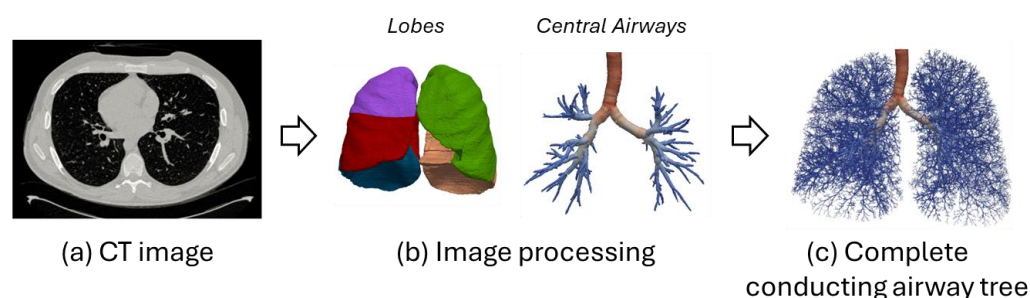 Lobes
Central Airways
(a) CT image
(b) Image processing
(c) Complete
conducting airway tree